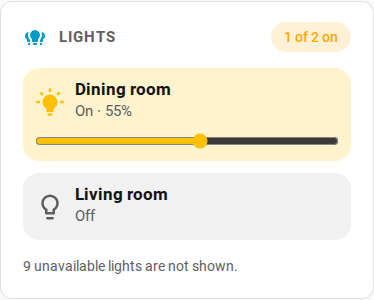 LIGHTS
1 of 2 on
Dining room
On · 55%
Living room
Off
9 unavailable lights are not shown.